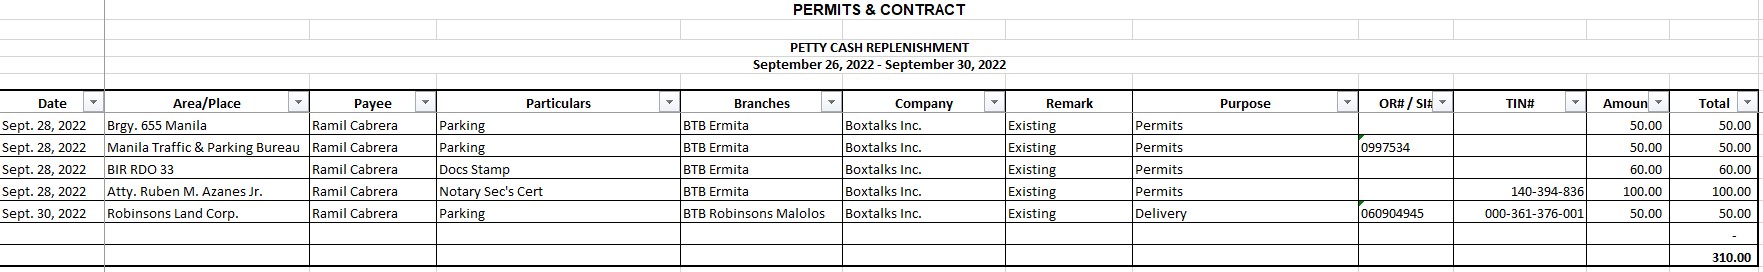 PERMITS & CONTRACT
PETTY CASH REPLENISHMENT
September 26, 2022 - September 30, 2022
Date Area/Place Payee Particulars Branches Company Remark Purpose OR# / SI# TIN# Amoun Total
Sept. 28, 2022 Brgy. 655 Manila Ramil Cabrera Parking BTB Ermita Boxtalks Inc. Existing Permits 50.00 50.00
Sept. 28, 2022 Manila Traffic & Parking Bureau Ramil Cabrera Parking BTB Ermita Boxtalks Inc. Existing Permits 0997534 50.00 50.00
Sept. 28, 2022 BIR RDO 33 Ramil Cabrera Docs Stamp BTB Ermita Boxtalks Inc. Existing Permits 60.00 60.00
Sept. 28, 2022 Atty. Ruben M. Azanes Jr. Ramil Cabrera Notary Sec's Cert BTB Ermita Boxtalks Inc. Existing Permits 140-394-836 100.00 100.00
Sept. 30, 2022 Robinsons Land Corp. Ramil Cabrera Parking BTB Robinsons Malolos Boxtalks Inc. Existing Delivery 060904945 000-361-376-001 50.00 50.00
-
310.00